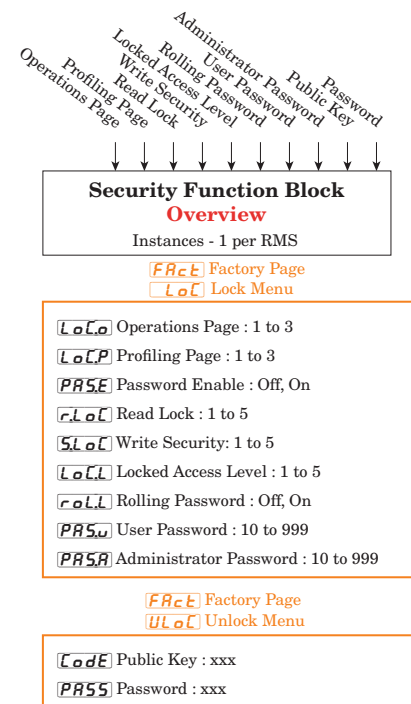 Operations Page
Profiling Page
Read Lock
Write Security
Locked Access Level
Rolling Password
User Password
Administrator Password
Public Key
Password
Security Function Block
Overview
Instances - 1 per RMS
FAct Factory Page
LoC Lock Menu
LoC.o Operations Page : 1 to 3
LoC.P Profiling Page : 1 to 3
PAS.E Password Enable : Off, On
r.LoC Read Lock : 1 to 5
S.LoC Write Security: 1 to 5
LoC.L Locked Access Level : 1 to 5
roL.L Rolling Password : Off, On
PAS.u User Password : 10 to 999
PAS.A Administrator Password : 10 to 999
FAct Factory Page
ULoC Unlock Menu
CodE Public Key : xxx
PASS Password : xxx